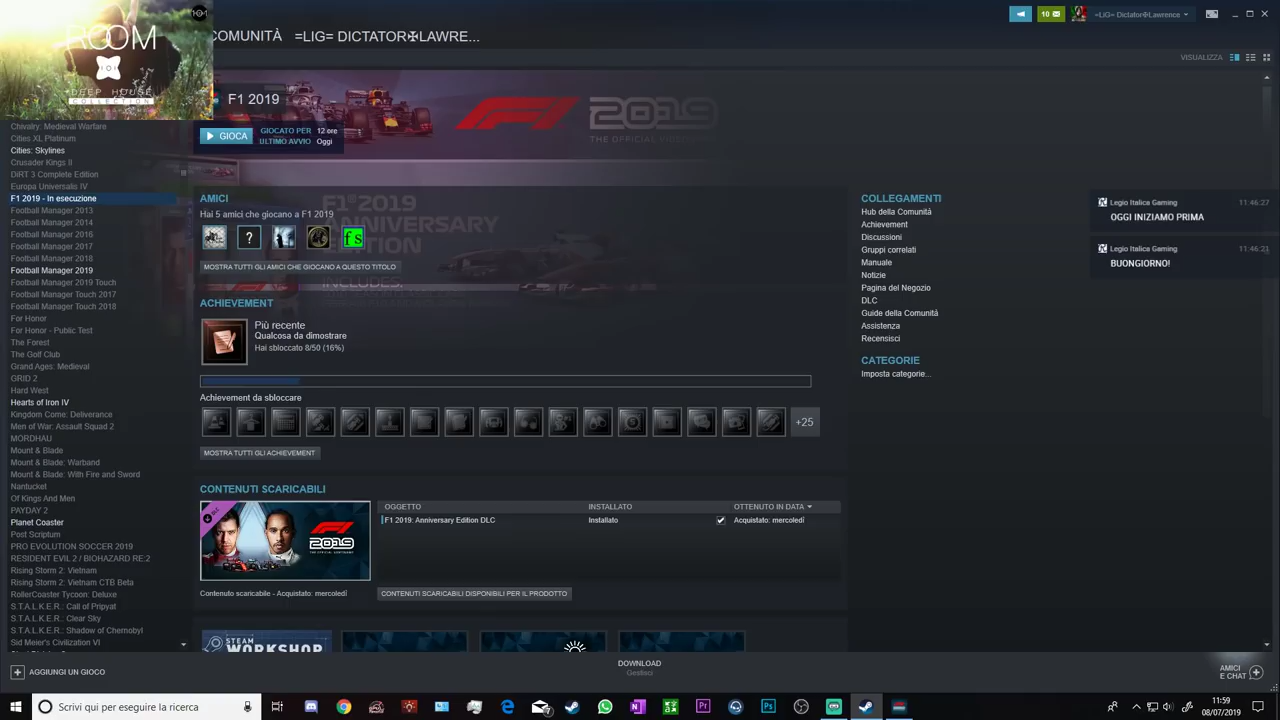 ROOM
DEEP HOUSE
COLLECTION
COMUNITÀ =LIG= DICTATOR✠LAWRE...
10
=LIG= Dictator✠Lawrence
VISUALIZZA
F1 2019
2019
GIOCA
GIOCATO PER 12 ore
ULTIMO AVVIO Oggi
Chivalry: Medieval Warfare
Cities XL Platinum
Cities: Skylines
Crusader Kings II
DiRT 3 Complete Edition
Europa Universalis IV
F1 2019 - In esecuzione
Football Manager 2013
Football Manager 2014
Football Manager 2016
Football Manager 2017
Football Manager 2018
Football Manager 2019
Football Manager 2019 Touch
Football Manager Touch 2017
Football Manager Touch 2018
For Honor
For Honor - Public Test
The Forest
The Golf Club
Grand Ages: Medieval
GRID 2
Hard West
Hearts of Iron IV
Kingdom Come: Deliverance
Men of War: Assault Squad 2
MORDHAU
Mount & Blade
Mount & Blade: Warband
Mount & Blade: With Fire and Sword
Nantucket
Of Kings And Men
PAYDAY 2
Planet Coaster
Post Scriptum
PRO EVOLUTION SOCCER 2019
RESIDENT EVIL 2 / BIOHAZARD RE:2
Rising Storm 2: Vietnam
Rising Storm 2: Vietnam CTB Beta
RollerCoaster Tycoon: Deluxe
S.T.A.L.K.E.R.: Call of Pripyat
S.T.A.L.K.E.R.: Clear Sky
S.T.A.L.K.E.R.: Shadow of Chernobyl
Sid Meier's Civilization VI
AMICI
Hai 5 amici che giocano a F1 2019
?
fs
MOSTRA TUTTI GLI AMICI CHE GIOCANO A QUESTO TITOLO
F1 2019
ANNIVERSARY
EDITION
INCLUDES:
ACHIEVEMENT
Più recente
Qualcosa da dimostrare
Hai sbloccato 8/50 (16%)
Achievement da sbloccare
+25
MOSTRA TUTTI GLI ACHIEVEMENT
CONTENUTI SCARICABILI
OGGETTO INSTALLATO OTTENUTO IN DATA
F1 2019: Anniversary Edition DLC Installato Acquistato: mercoledì
DLC
2019
Contenuto scaricabile - Acquistato: mercoledì
CONTENUTI SCARICABILI DISPONIBILI PER IL PRODOTTO
STEAM
WORKSHOP
COLLEGAMENTI
Hub della Comunità
Achievement
Discussioni
Gruppi correlati
Manuale
Notizie
Pagina del Negozio
DLC
Guide della Comunità
Assistenza
Recensisci
CATEGORIE
Imposta categorie...
Legio Italica Gaming 11:46:27
OGGI INIZIAMO PRIMA
Legio Italica Gaming 11:46:21
BUONGIORNO!
AGGIUNGI UN GIOCO
DOWNLOAD
Gestisci
AMICI
E CHAT
Scrivi qui per eseguire la ricerca
11:59
08/07/2019